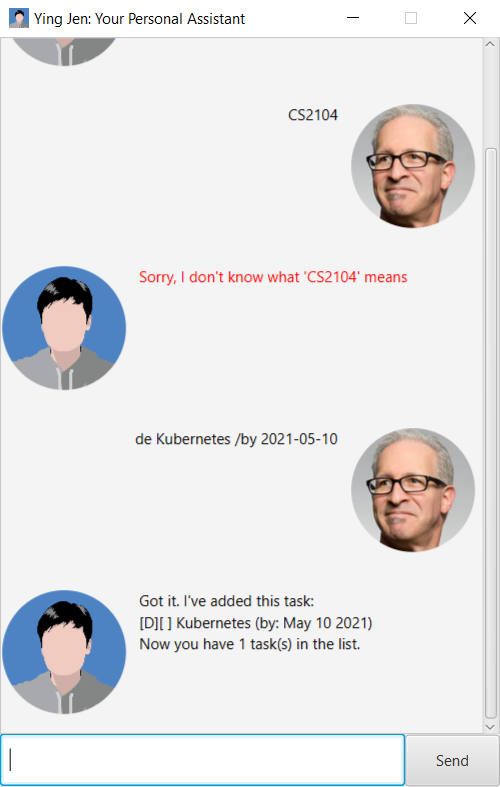 Ying Jen: Your Personal Assistant
CS2104
Sorry, I don't know what 'CS2104' means
de Kubernetes /by 2021-05-10
Got it. I've added this task:
[D][ ] Kubernetes (by: May 10 2021)
Now you have 1 task(s) in the list.
Send